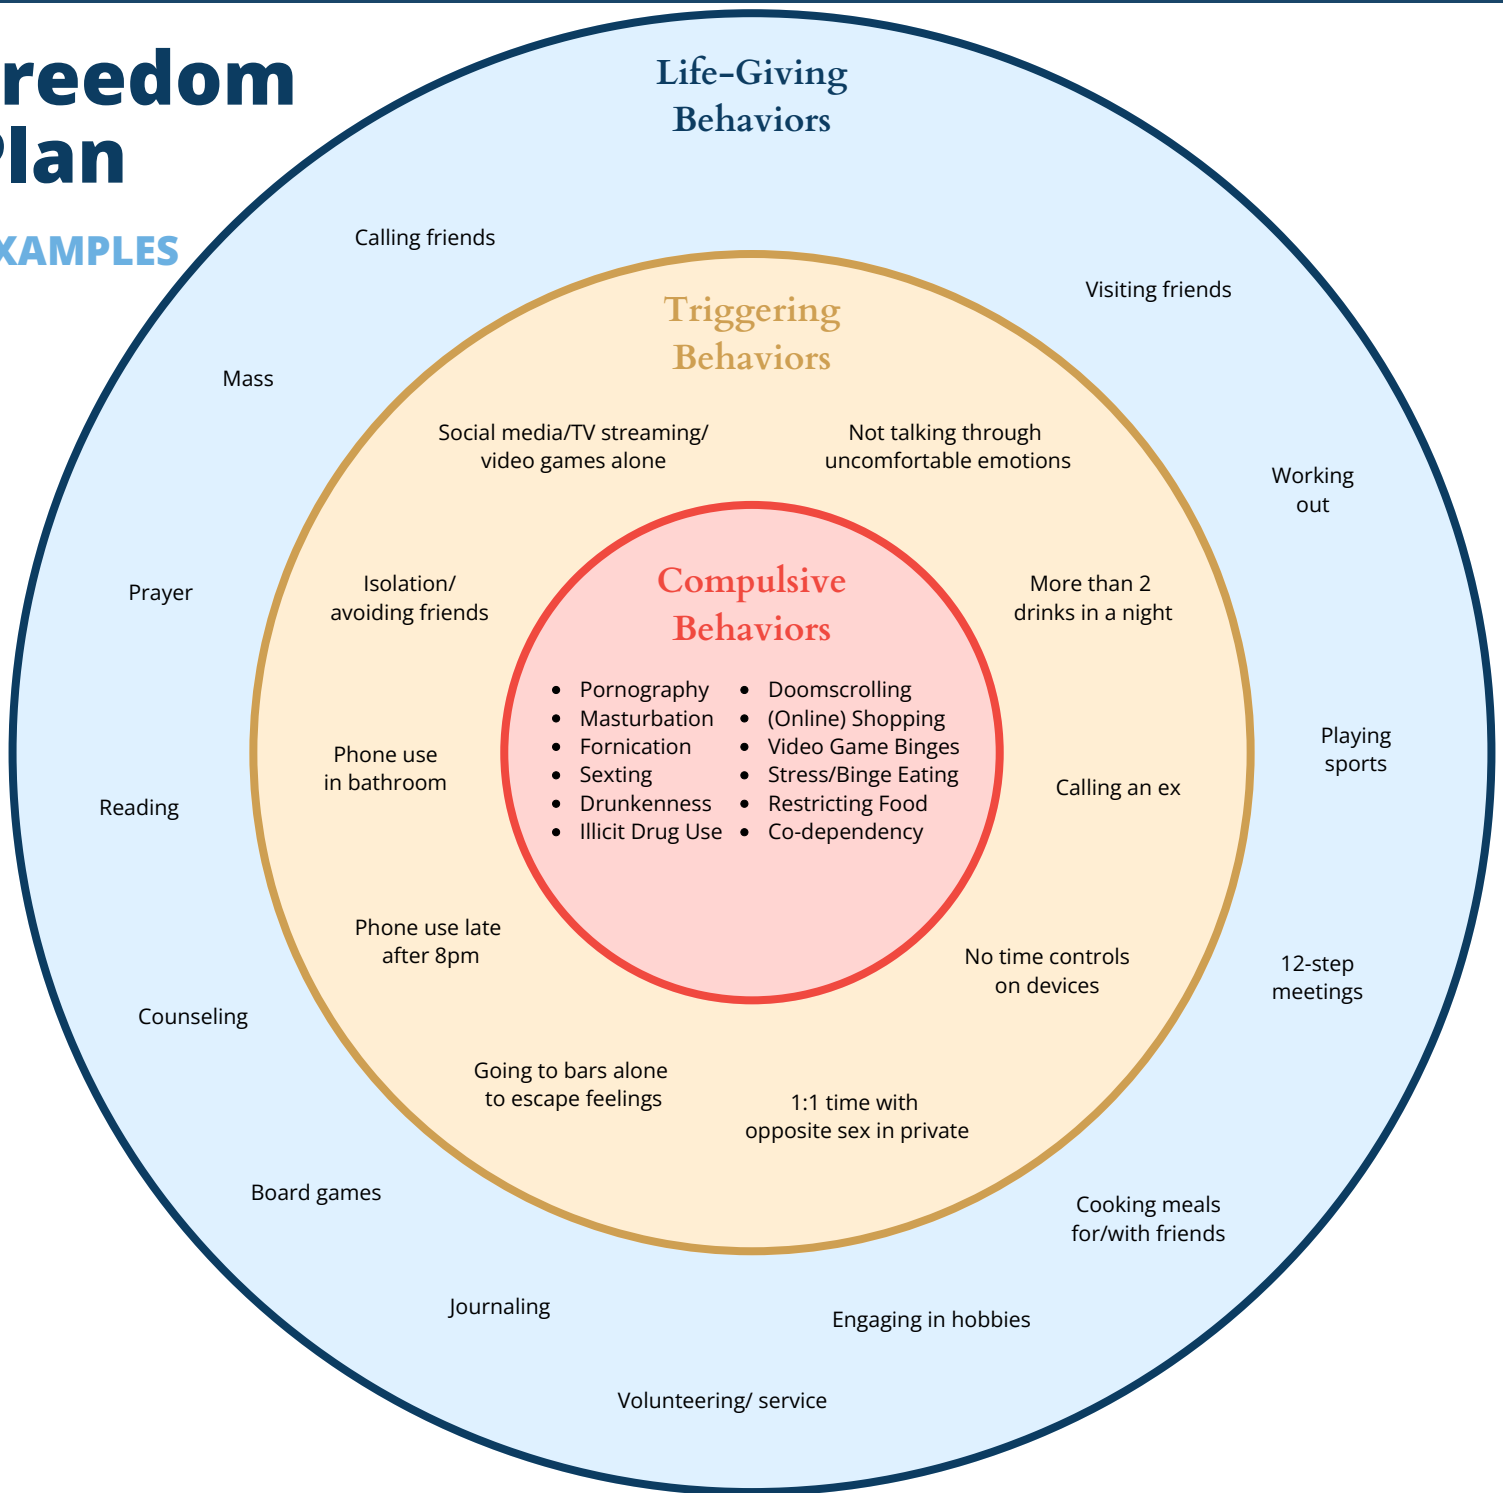 reedom
Plan
XAMPLES
Life-Giving
Behaviors
Calling friends
Visiting friends
Mass
Working
out
Prayer
Playing
sports
Reading
12-step
meetings
Counseling
Board games
Cooking meals
for/with friends
Journaling
Engaging in hobbies
Volunteering/ service
Triggering
Behaviors
Social media/TV streaming/
video games alone
Not talking through
uncomfortable emotions
Isolation/
avoiding friends
More than 2
drinks in a night
Phone use
in bathroom
Calling an ex
Phone use late
after 8pm
No time controls
on devices
Going to bars alone
to escape feelings
1:1 time with
opposite sex in private
Compulsive
Behaviors
• Pornography
• Masturbation
• Fornication
• Sexting
• Drunkenness
• Illicit Drug Use
• Doomscrolling
• (Online) Shopping
• Video Game Binges
• Stress/Binge Eating
• Restricting Food
• Co-dependency